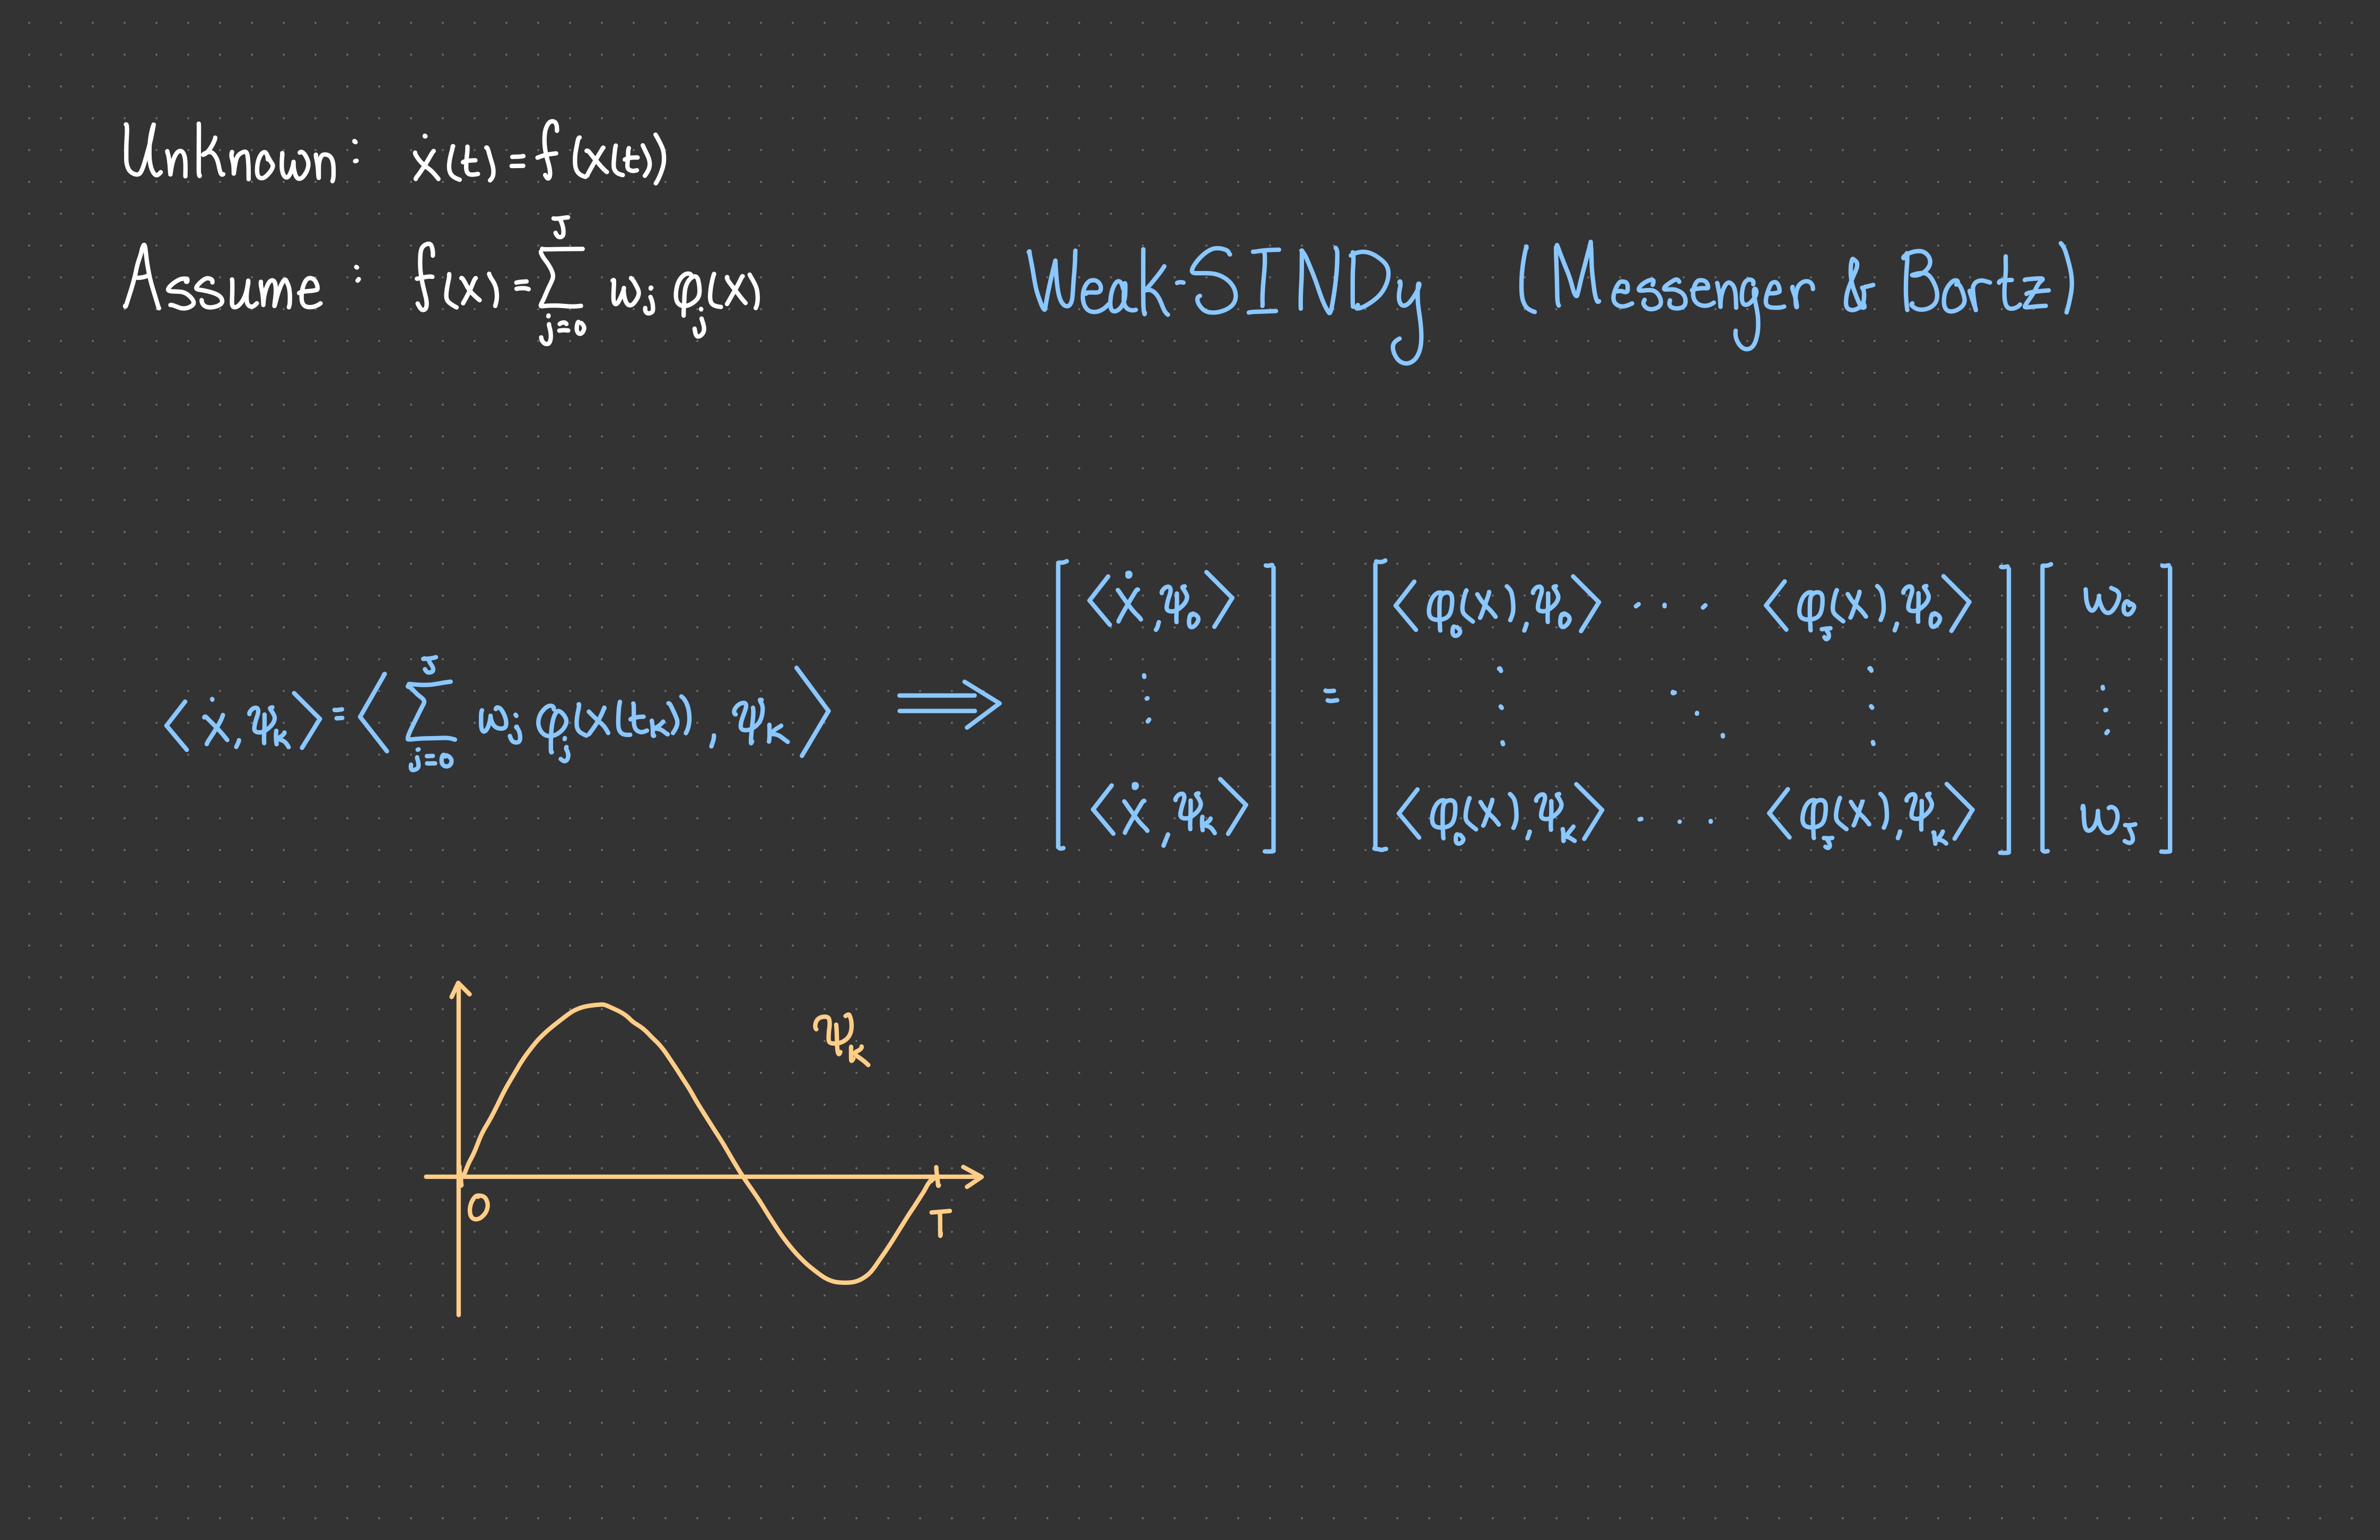 Unknown: ẋ(t) = f(x(t))
Assume: f(x) = ∑_{j=0}^{J} w_j φ_j(x)
Weak-SINDy (Messenger & Bortz)
⟨ẋ, ψ_k⟩ = ⟨∑_{j=0}^{J} w_j φ_j(x(t_k)), ψ_k⟩ ⟹ [⟨ẋ, ψ_0⟩ ⋮ ⟨ẋ, ψ_K⟩] = [⟨φ_0(x), ψ_0⟩ ⋯ ⟨φ_J(x), ψ_0⟩ ⋮ ⋱ ⋮ ⟨φ_0(x), ψ_K⟩ ⋯ ⟨φ_J(x), ψ_K⟩] [w_0 ⋮ w_J]
ψ_k
0
T